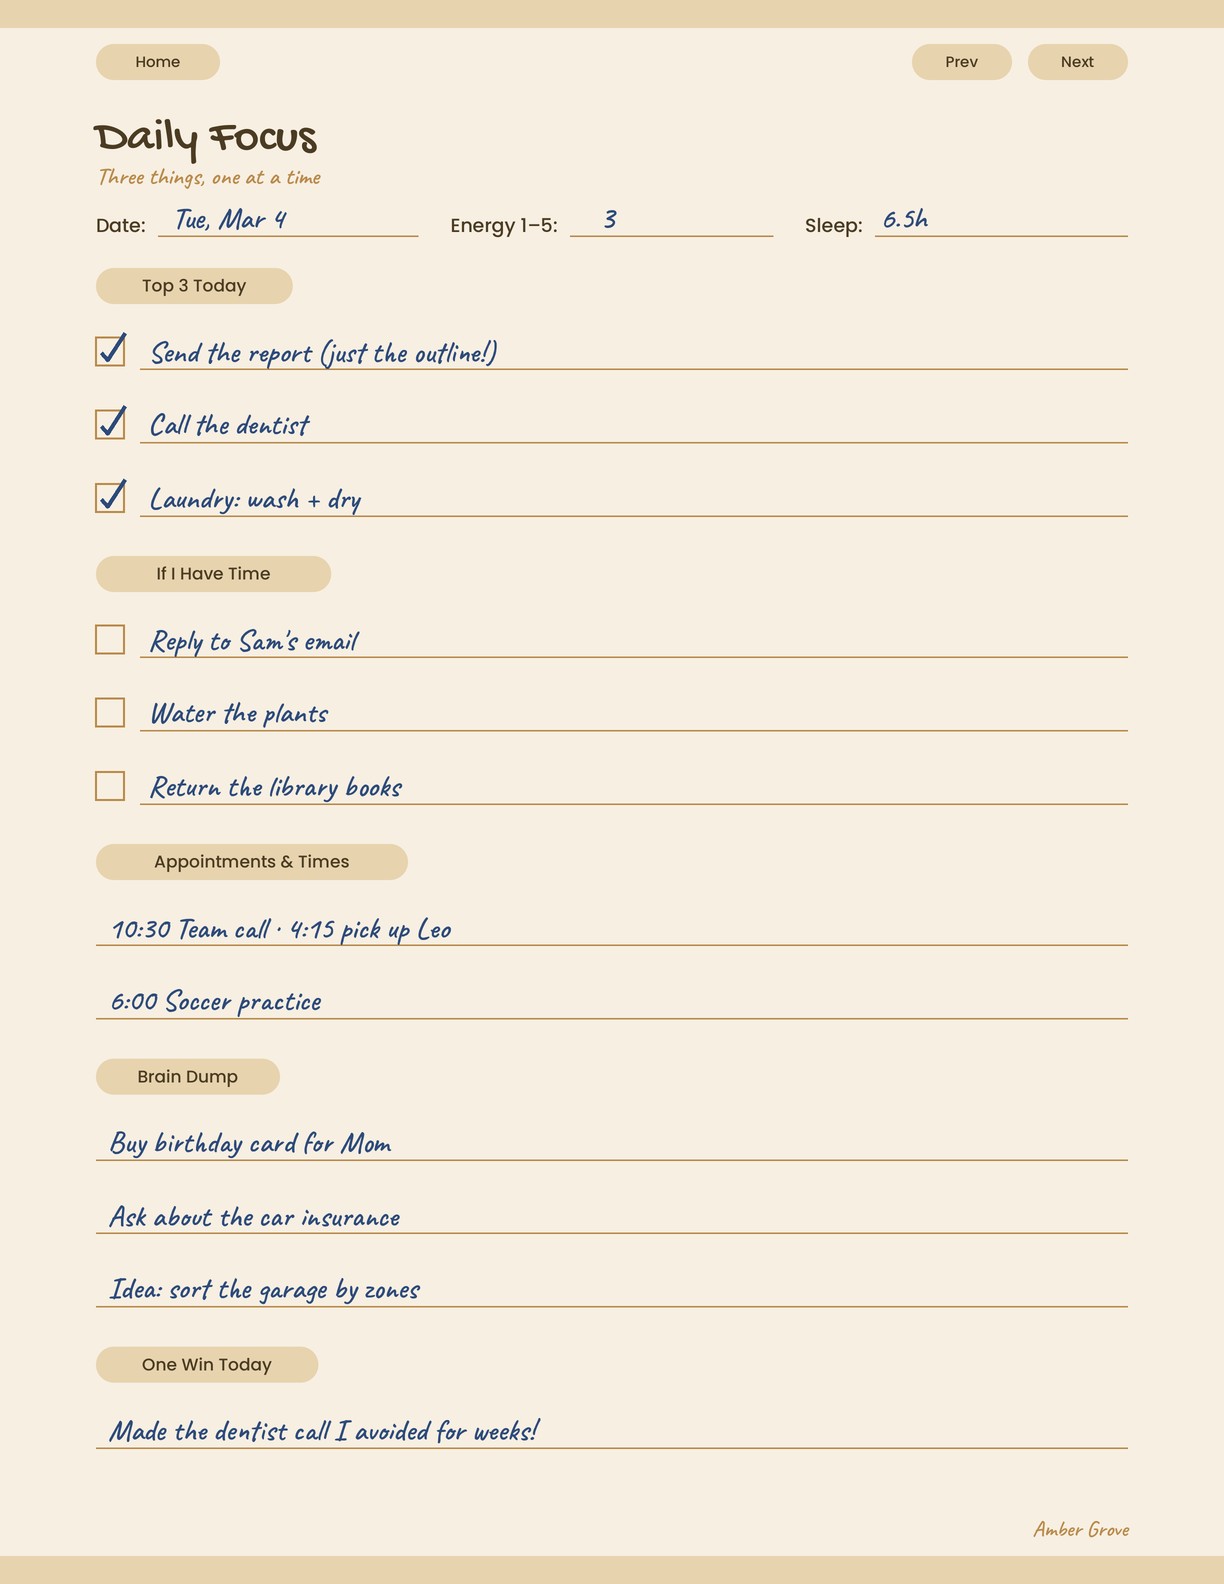 Home
Prev
Next
Daily Focus
Three things, one at a time
Date: Tue, Mar 4 Energy 1–5: 3 Sleep: 6.5h
Top 3 Today
Send the report (just the outline!)
Call the dentist
Laundry: wash + dry
If I Have Time
Reply to Sam's email
Water the plants
Return the library books
Appointments & Times
10:30 Team call · 4:15 pick up Leo
6:00 Soccer practice
Brain Dump
Buy birthday card for Mom
Ask about the car insurance
Idea: sort the garage by zones
One Win Today
Made the dentist call I avoided for weeks!
Amber Grove